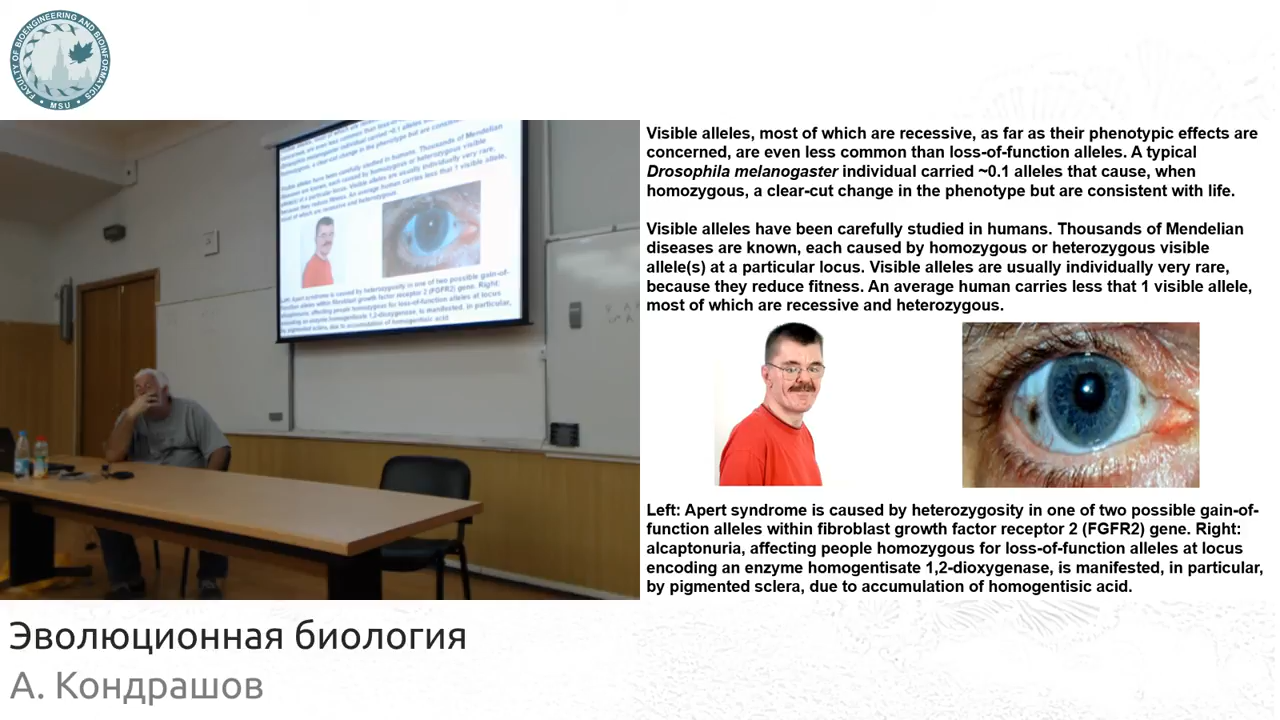 FACULTY OF BIOENGINEERING AND BIOINFORMATICS
• MSU •
Visible alleles, most of which are recessive, as far as their phenotypic effects are
concerned, are even less common than loss-of-function alleles. A typical
Drosophila melanogaster individual carried ~0.1 alleles that cause, when
homozygous, a clear-cut change in the phenotype but are consistent with life.
Visible alleles have been carefully studied in humans. Thousands of Mendelian
diseases are known, each caused by homozygous or heterozygous visible
allele(s) at a particular locus. Visible alleles are usually individually very rare,
because they reduce fitness. An average human carries less that 1 visible allele,
most of which are recessive and heterozygous.
Left: Apert syndrome is caused by heterozygosity in one of two possible gain-of-
function alleles within fibroblast growth factor receptor 2 (FGFR2) gene. Right:
alcaptonuria, affecting people homozygous for loss-of-function alleles at locus
encoding an enzyme homogentisate 1,2-dioxygenase, is manifested, in particular,
by pigmented sclera, due to accumulation of homogentisic acid.
Эволюционная биология
А. Кондрашов